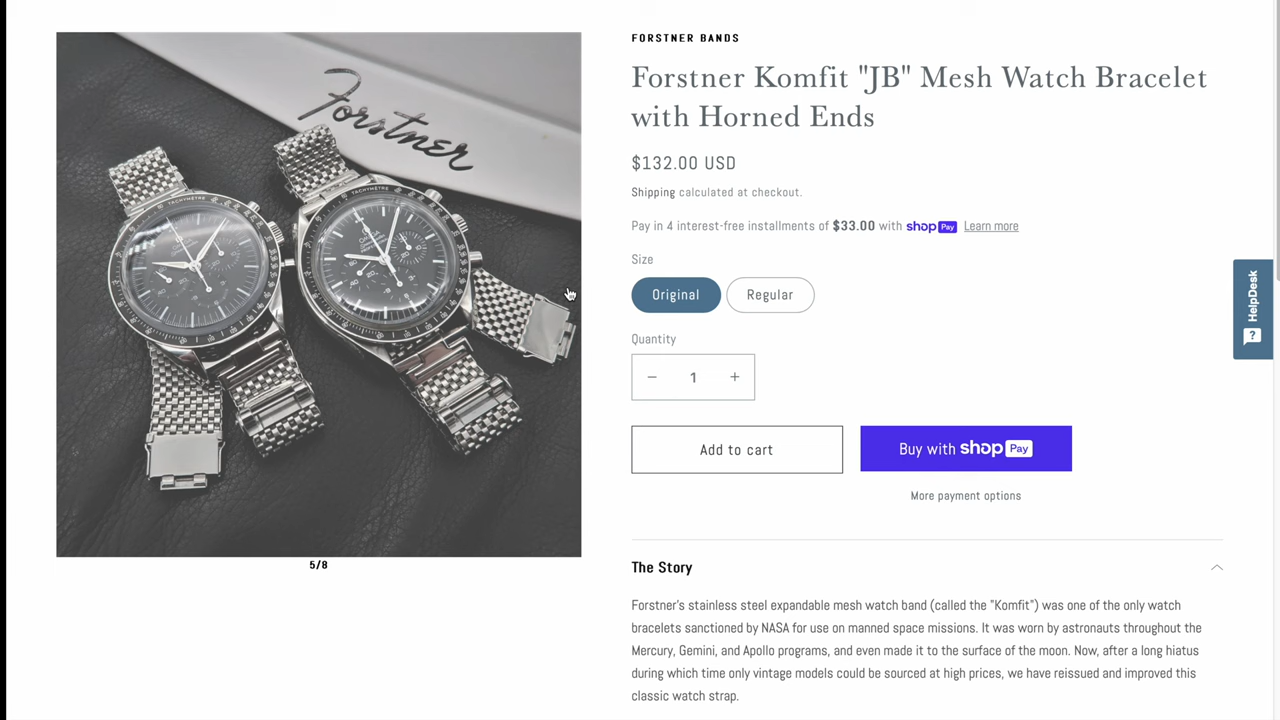 FORSTNER BANDS
Forstner Komfit "JB" Mesh Watch Bracelet
with Horned Ends
$132.00 USD
Shipping calculated at checkout.
Pay in 4 interest-free installments of $33.00 with shop Pay Learn more
Size
Original
Regular
Quantity
− 1 +
Add to cart
Buy with shop Pay
More payment options
The Story
Forstner's stainless steel expandable mesh watch band (called the "Komfit") was one of the only watch
bracelets sanctioned by NASA for use on manned space missions. It was worn by astronauts throughout the
Mercury, Gemini, and Apollo programs, and even made it to the surface of the moon. Now, after a long hiatus
during which time only vintage models could be sourced at high prices, we have reissued and improved this
classic watch strap.
Forstner
TACHYMÈTRE
TACHYMÈTRE
OMEGA
5/8
HelpDesk